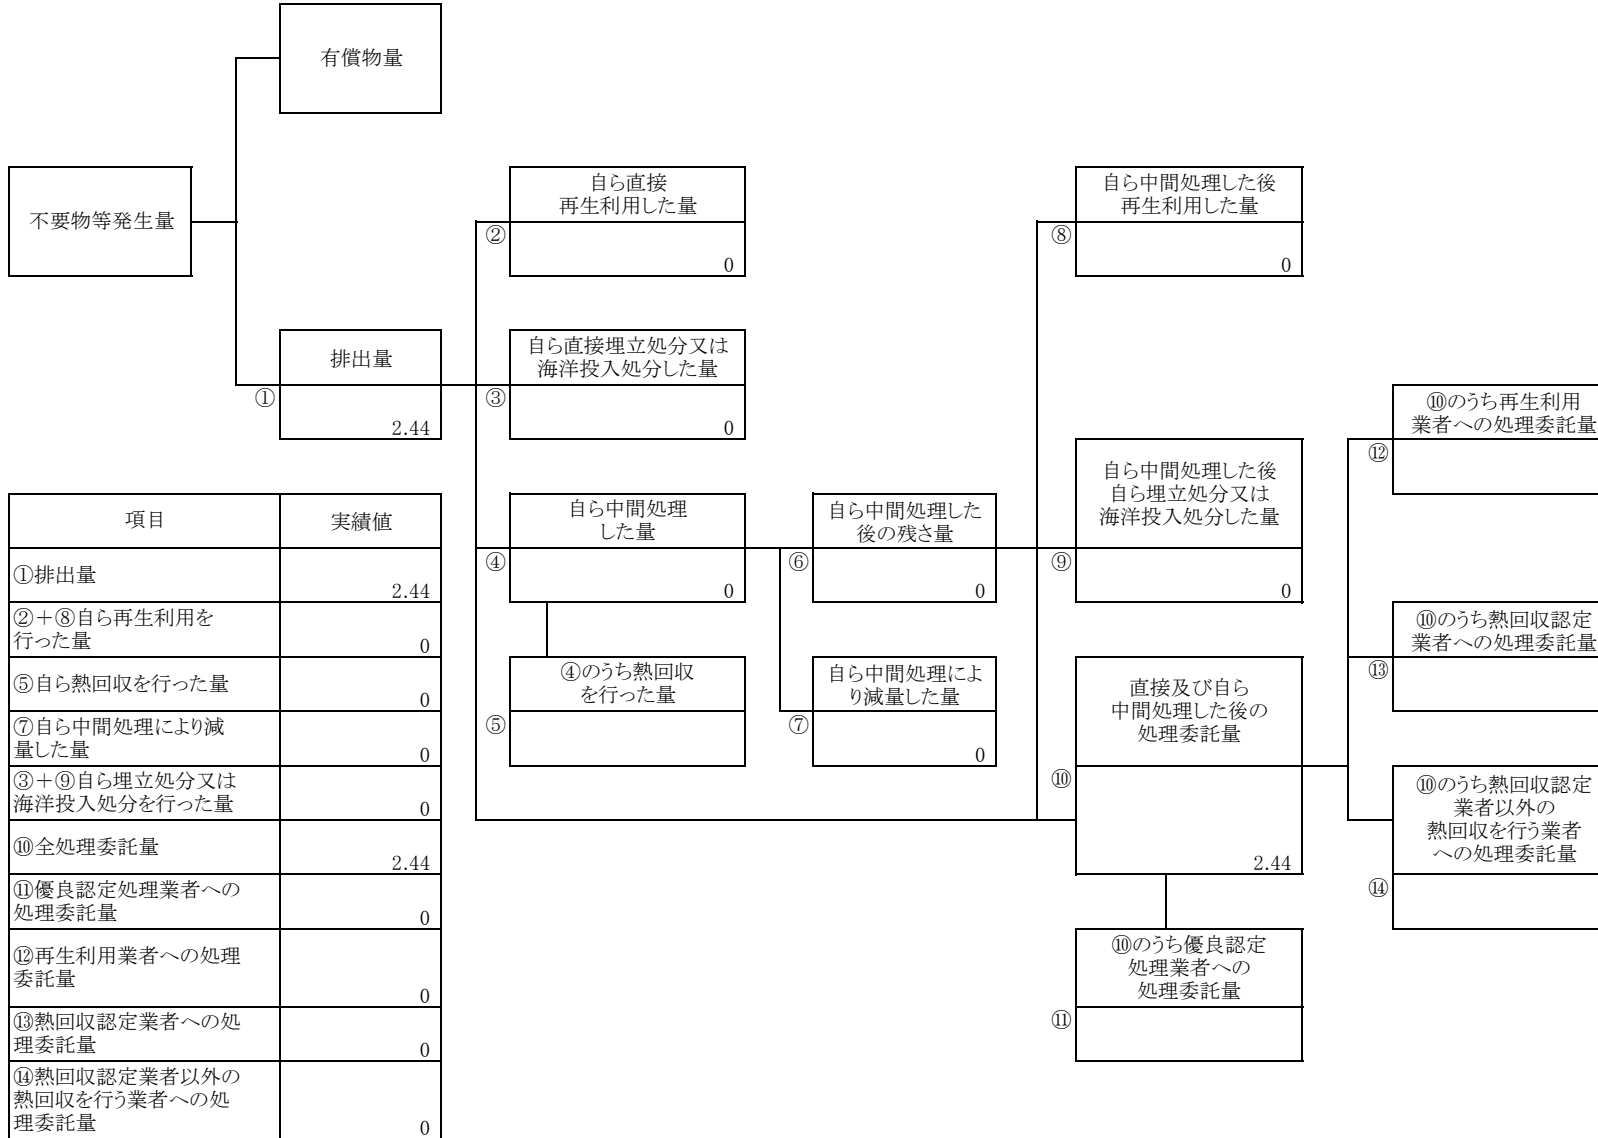 有償物量
不要物等発生量
自ら直接
再生利用した量
②
0
自ら中間処理した後
再生利用した量
⑧
0
排出量
①
2.44
自ら直接埋立処分又は
海洋投入処分した量
③
0
⑩のうち再生利用
業者への処理委託量
⑫
自ら中間処理
した量
④
0
自ら中間処理した
後の残さ量
⑥
0
自ら中間処理した後
自ら埋立処分又は
海洋投入処分した量
⑨
0
④のうち熱回収
を行った量
⑤
自ら中間処理によ
り減量した量
⑦
0
直接及び自ら
中間処理した後の
処理委託量
⑩
2.44
⑩のうち熱回収認定
業者への処理委託量
⑬
⑩のうち熱回収認定
業者以外の
熱回収を行う業者
への処理委託量
⑭
⑩のうち優良認定
処理業者への
処理委託量
⑪
項目 実績値
①排出量
2.44
②+⑧自ら再生利用を
行った量
0
⑤自ら熱回収を行った量
0
⑦自ら中間処理により減
量した量
0
③+⑨自ら埋立処分又は
海洋投入処分を行った量
0
⑩全処理委託量
2.44
⑪優良認定処理業者への
処理委託量
0
⑫再生利用業者への処理
委託量
0
⑬熱回収認定業者への処
理委託量
0
⑭熱回収認定業者以外の
熱回収を行う業者への処
理委託量
0